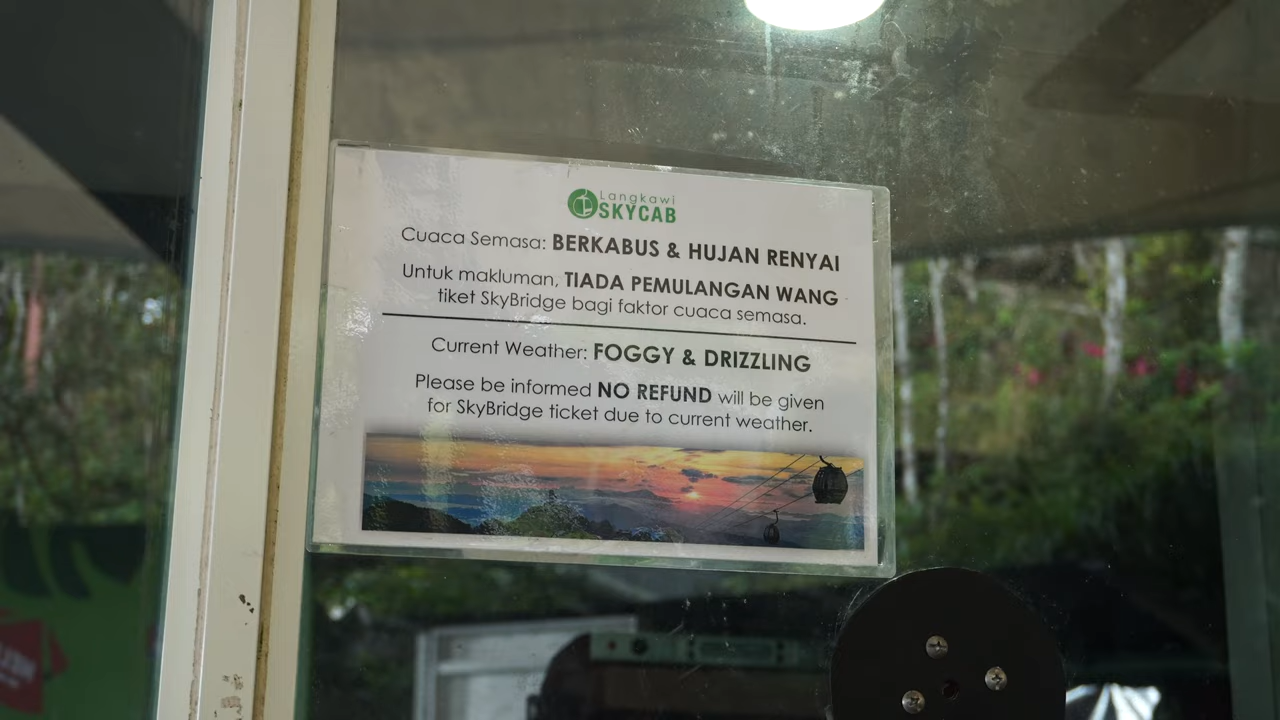 Langkawi
SKYCAB
Cuaca Semasa: BERKABUS & HUJAN RENYAI
Untuk makluman, TIADA PEMULANGAN WANG
tiket SkyBridge bagi faktor cuaca semasa.
Current Weather: FOGGY & DRIZZLING
Please be informed NO REFUND will be given
for SkyBridge ticket due to current weather.